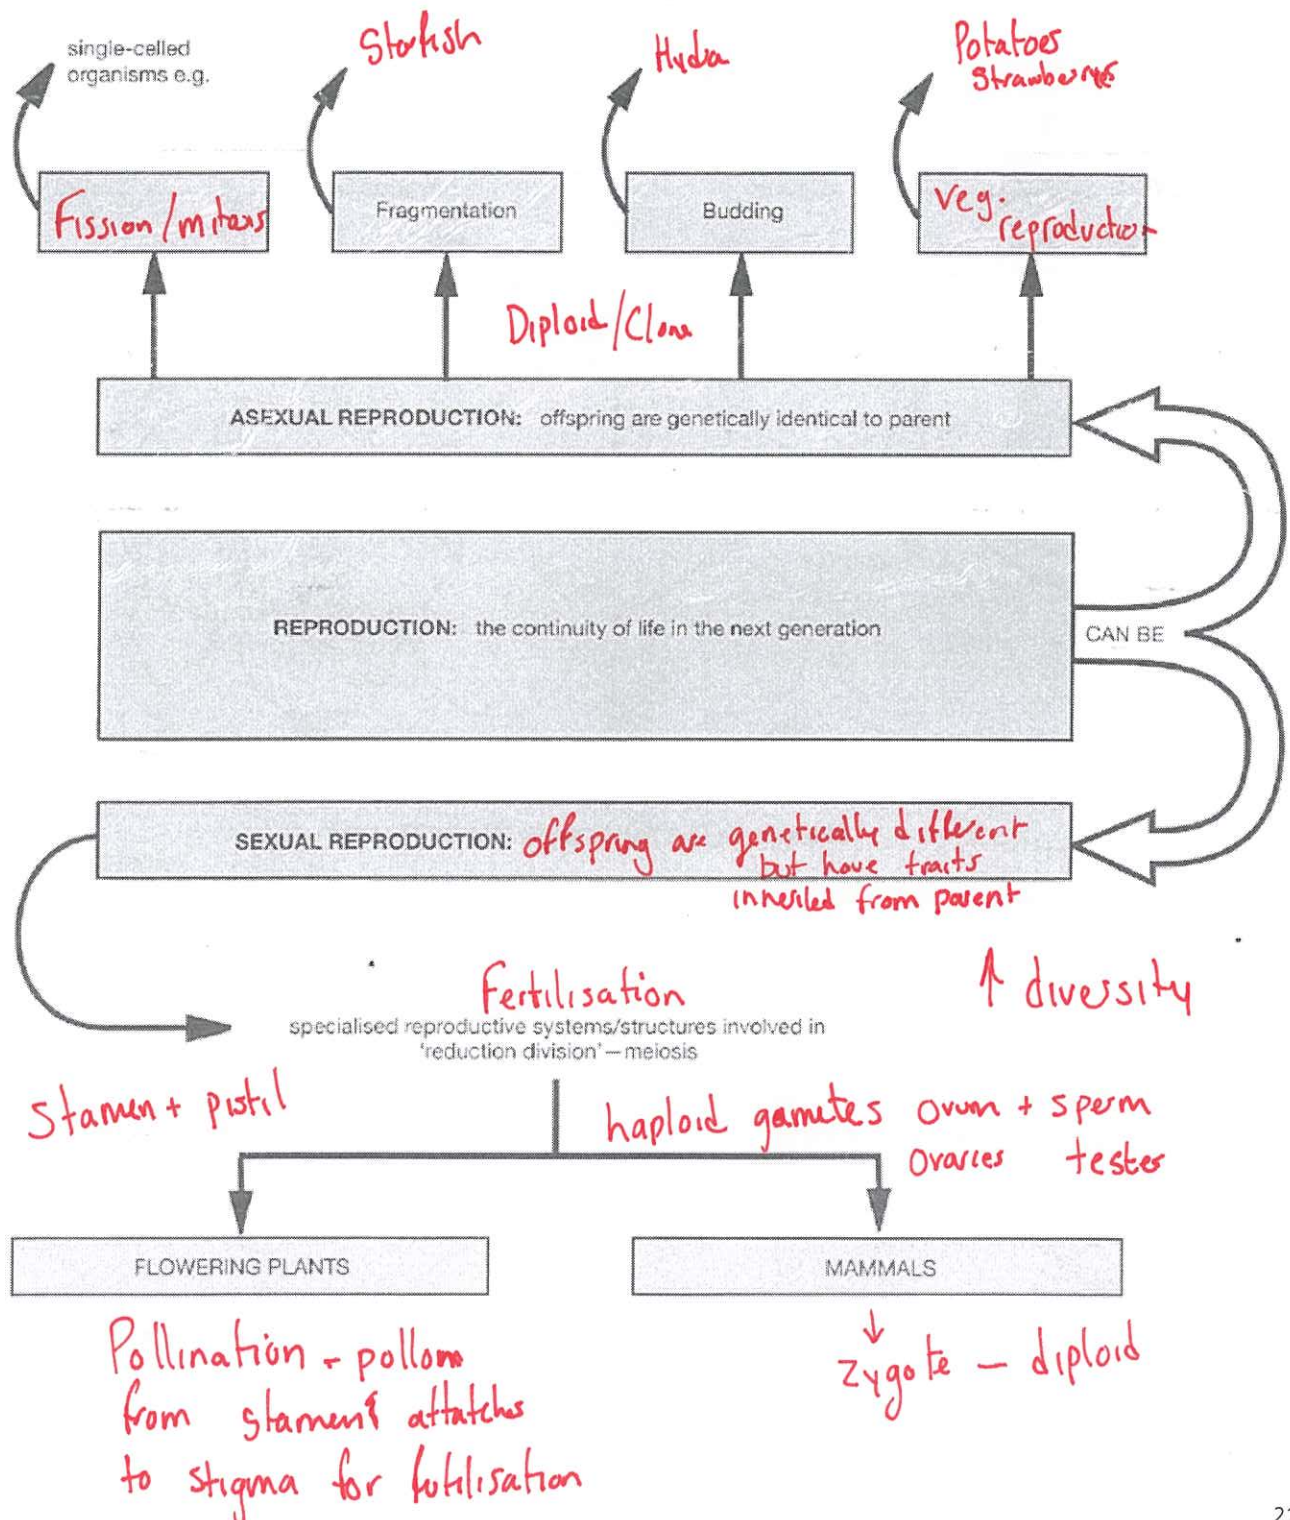 single-celled
organisms e.g.
Starfish
Hydra
Potatoes
Strawberries
Fission/mitosis
Fragmentation
Budding
veg.
reproduction
Diploid/Clone
ASEXUAL REPRODUCTION: offspring are genetically identical to parent
REPRODUCTION: the continuity of life in the next generation
CAN BE
SEXUAL REPRODUCTION: offspring are genetically different
but have traits
inherited from parent
↑ diversity
Fertilisation
specialised reproductive systems/structures involved in
'reduction division'—meiosis
Stamen + pistil
haploid gametes ovum + sperm
ovaries testes
FLOWERING PLANTS
MAMMALS
Pollination - pollen
from stamens attatches
to stigma for fertilisation
↓
zygote — diploid